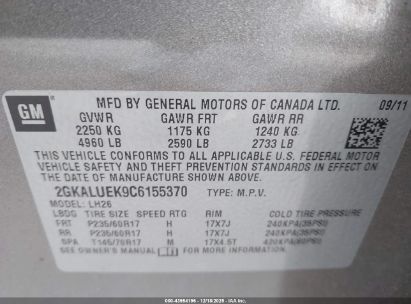 GM
MFD BY GENERAL MOTORS OF CANADA LTD. 09/11
GVWR GAWR FRT GAWR RR
2250 KG 1175 KG 1240 KG
4960 LB 2590 LB 2733 LB
THIS VEHICLE CONFORMS TO ALL APPLICABLE U.S. FEDERAL MOTOR
VEHICLE SAFETY AND THEFT PREVENTION STANDARDS IN EFFECT ON
THE DATE OF MANUFACTURE SHOWN ABOVE.
2GKALUEK9C6155370 TYPE: M.P.V.
MODEL: LH26
LBDG TIRE SIZE SPEED RTG RIM COLD TIRE PRESSURE
FRT P235/60R17 H 17X7J 240KPA(35PSI)
RR P235/60R17 H 17X7J 240KPA(35PSI)
SPA T145/70R17 M 17X4.5T 420KPA(60PSI)
SEE OWNER'S MANUAL FOR MORE INFORMATION.